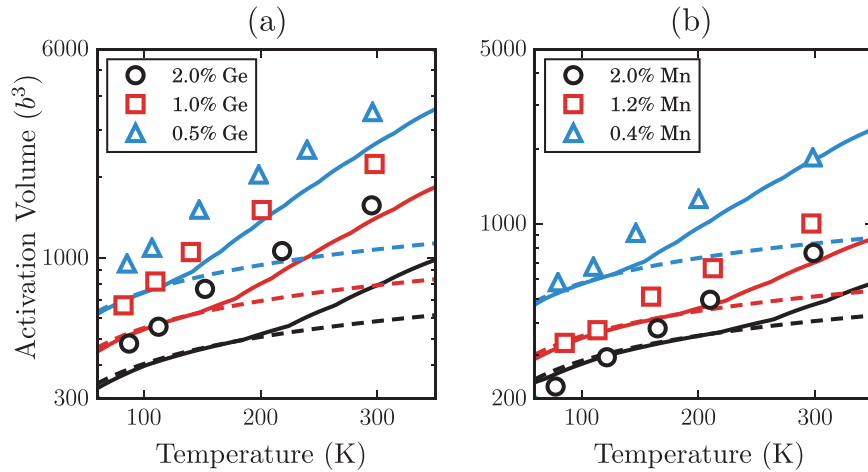 (a)
Activation Volume (b³)
6000
1000
300
2.0% Ge
1.0% Ge
0.5% Ge
100
200
300
Temperature (K)
(b)
5000
1000
200
2.0% Mn
1.2% Mn
0.4% Mn
100
200
300
Temperature (K)